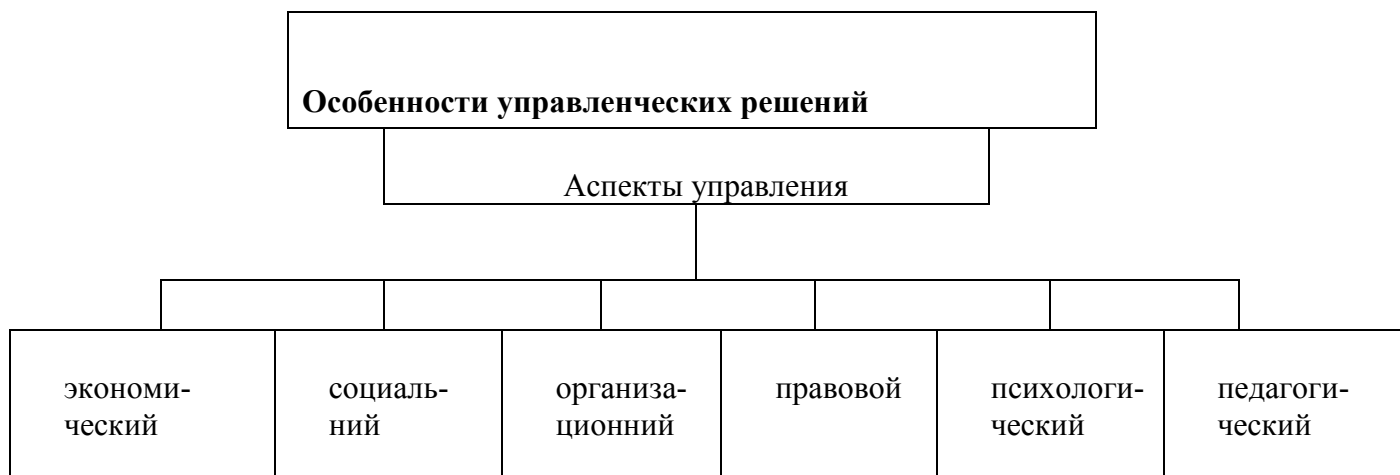 Особенности управленческих решений
Аспекты управления
экономи-
ческий
социаль-
ний
организа-
ционний
правовой
психологи-
ческий
педагоги-
ческий